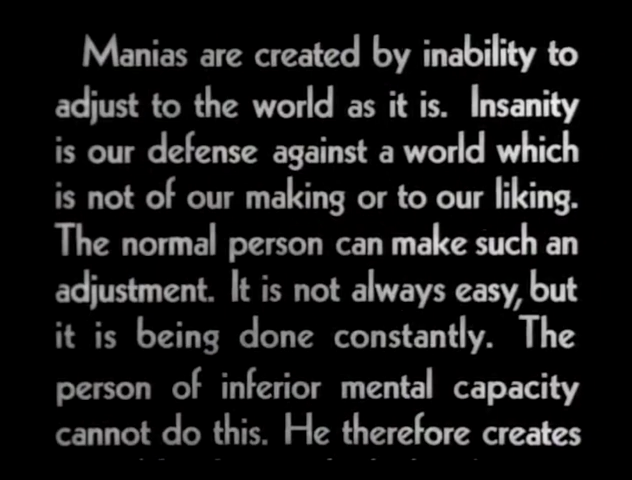 Manias are created by inability to
adjust to the world as it is. Insanity
is our defense against a world which
is not of our making or to our liking.
The normal person can make such an
adjustment. It is not always easy, but
it is being done constantly. The
person of inferior mental capacity
cannot do this. He therefore creates